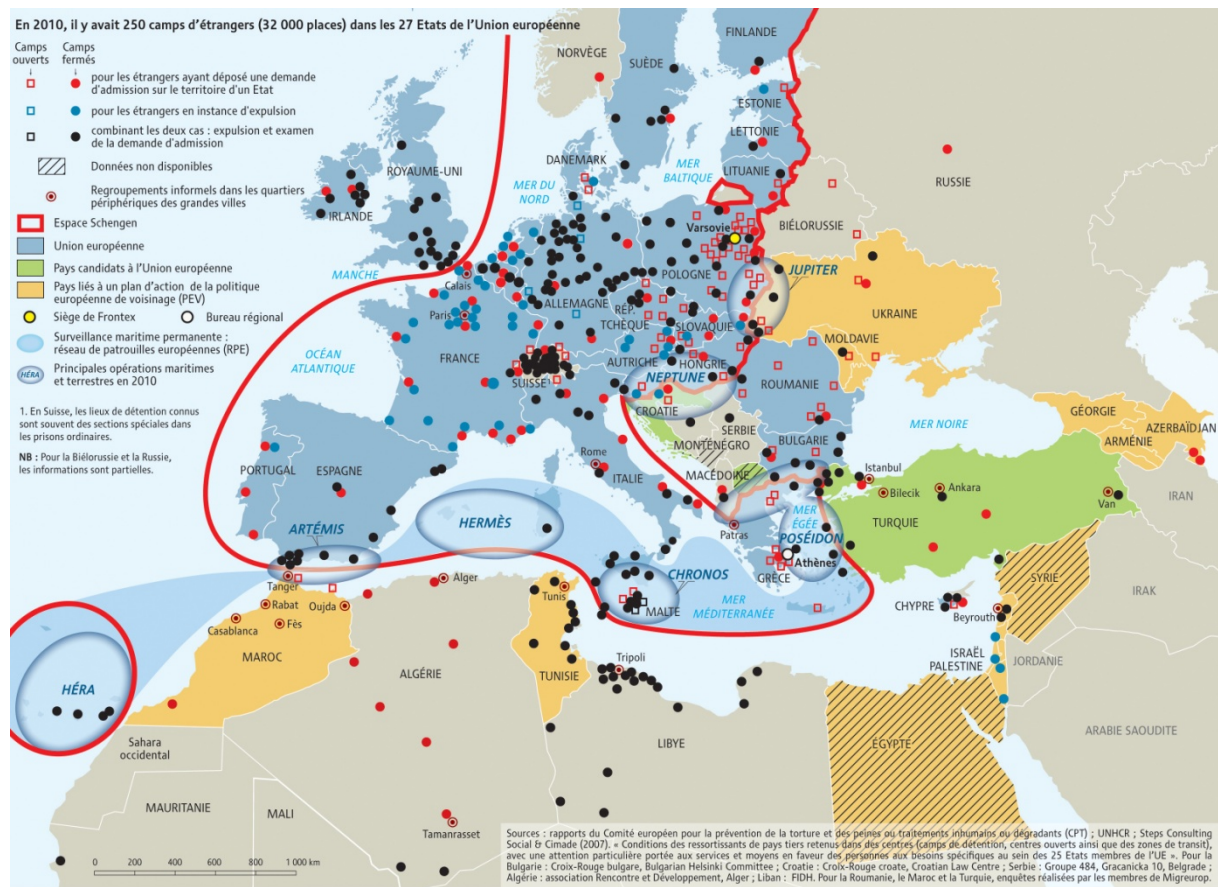 En 2010, il y avait 250 camps d'étrangers (32 000 places) dans les 27 Etats de l'Union européenne
Camps ouverts
Camps fermés
pour les étrangers ayant déposé une demande
d'admission sur le territoire d'un Etat
pour les étrangers en instance d'expulsion
combinant les deux cas : expulsion et examen
de la demande d'admission
Données non disponibles
Regroupements informels dans les quartiers
périphériques des grandes villes
Espace Schengen
Union européenne
Pays candidats à l'Union européenne
Pays liés à un plan d'action de la politique
européenne de voisinage (PEV)
Siège de Frontex
Bureau régional
Surveillance maritime permanente :
réseau de patrouilles européennes (RPE)
HÉRA
Principales opérations maritimes
et terrestres en 2010
1. En Suisse, les lieux de détention connus
sont souvent des sections spéciales dans
les prisons ordinaires.
NB : Pour la Biélorussie et la Russie,
les informations sont partielles.
NORVÈGE
SUÈDE
FINLANDE
ESTONIE
LETTONIE
LITUANIE
RUSSIE
DANEMARK
MER
BALTIQUE
MER DU
NORD
ROYAUME-UNI
IRLANDE
BIÉLORUSSIE
Varsovie
POLOGNE
JUPITER
UKRAINE
MANCHE
Calais
Paris
ALLEMAGNE
RÉP.
TCHÈQUE
SLOVAQUIE
MOLDAVIE
OCÉAN
ATLANTIQUE
FRANCE
SUISSE
1
AUTRICHE
HONGRIE
NEPTUNE
ROUMANIE
CROATIE
SERBIE
MONTÉNÉGRO
BULGARIE
MER NOIRE
GÉORGIE
ARMÉNIE
AZERBAÏDJAN
PORTUGAL
ESPAGNE
Rome
ITALIE
MACÉDOINE
Istanbul
Bilecik
Ankara
Van
IRAN
TURQUIE
ARTÉMIS
HERMÈS
Patras
MER
ÉGÉE
POSÉIDON
Athènes
GRÈCE
CHRONOS
MALTE
MER
MÉDITERRANÉE
CHYPRE
SYRIE
IRAK
Beyrouth
ISRAËL
PALESTINE
JORDANIE
Tanger
Rabat
Oujda
Casablanca
Fès
MAROC
Alger
Tunis
ALGÉRIE
TUNISIE
Tripoli
HÉRA
Sahara
occidental
LIBYE
ÉGYPTE
ARABIE SAOUDITE
MAURITANIE
MALI
Tamanrasset
0 200 400 600 800 1 000 km
Sources : rapports du Comité européen pour la prévention de la torture et des peines ou traitements inhumains ou dégradants (CPT) ; UNHCR ; Steps Consulting
Social & Cimade (2007). « Conditions des ressortissants de pays tiers retenus dans des centres (camps de détention, centres ouverts ainsi que des zones de transit),
avec une attention particulière portée aux services et moyens en faveur des personnes aux besoins spécifiques au sein des 25 Etats membres de l'UE ». Pour la
Bulgarie : Croix-Rouge bulgare, Bulgarian Helsinki Committee ; Croatie : Croix-Rouge croate, Croatian Law Centre ; Serbie : Groupe 484, Gracanicka 10, Belgrade ;
Algérie : association Rencontre et Développement, Alger ; Liban : FIDH. Pour la Roumanie, le Maroc et la Turquie, enquêtes réalisées par les membres de Migreurop.